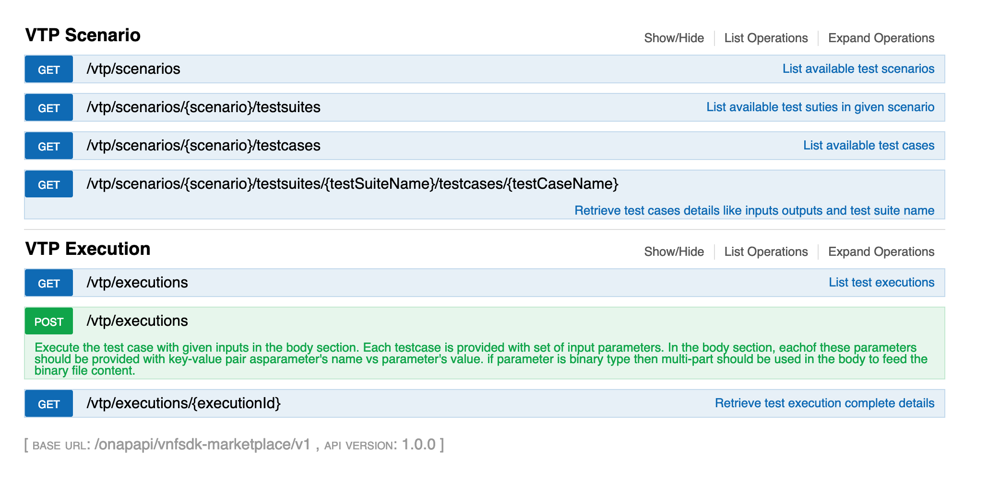 VTP Scenario
Show/Hide | List Operations | Expand Operations
GET /vtp/scenarios List available test scenarios
GET /vtp/scenarios/{scenario}/testsuites List available test suties in given scenario
GET /vtp/scenarios/{scenario}/testcases List available test cases
GET /vtp/scenarios/{scenario}/testsuites/{testSuiteName}/testcases/{testCaseName}
Retrieve test cases details like inputs outputs and test suite name
VTP Execution
Show/Hide | List Operations | Expand Operations
GET /vtp/executions List test executions
POST /vtp/executions
Execute the test case with given inputs in the body section. Each testcase is provided with set of input parameters. In the body section, eachof these parameters
should be provided with key-value pair asparameter's name vs parameter's value. if parameter is binary type then multi-part should be used in the body to feed the
binary file content.
GET /vtp/executions/{executionId} Retrieve test execution complete details
[ BASE URL: /onapapi/vnfsdk-marketplace/v1 , API VERSION: 1.0.0 ]